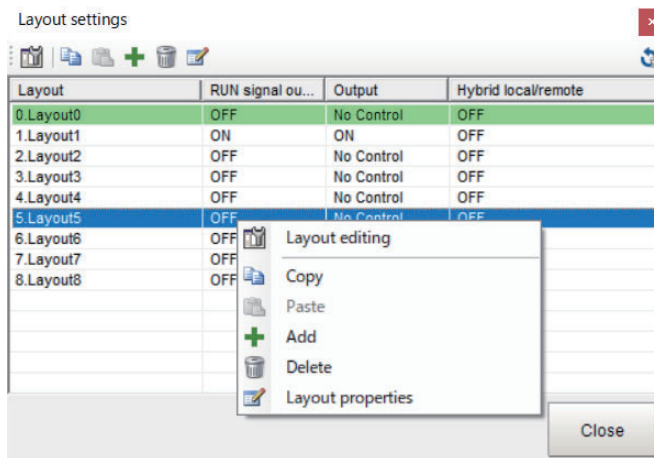 Layout settings
Layout RUN signal ou... Output Hybrid local/remote
0.Layout0 OFF No Control OFF
1.Layout1 ON ON OFF
2.Layout2 OFF No Control OFF
3.Layout3 OFF No Control OFF
4.Layout4 OFF No Control OFF
5.Layout5 OFF No Control OFF
6.Layout6 OFF
7.Layout7 OFF
8.Layout8 OFF
Layout editing
Copy
Paste
Add
Delete
Layout properties
Close